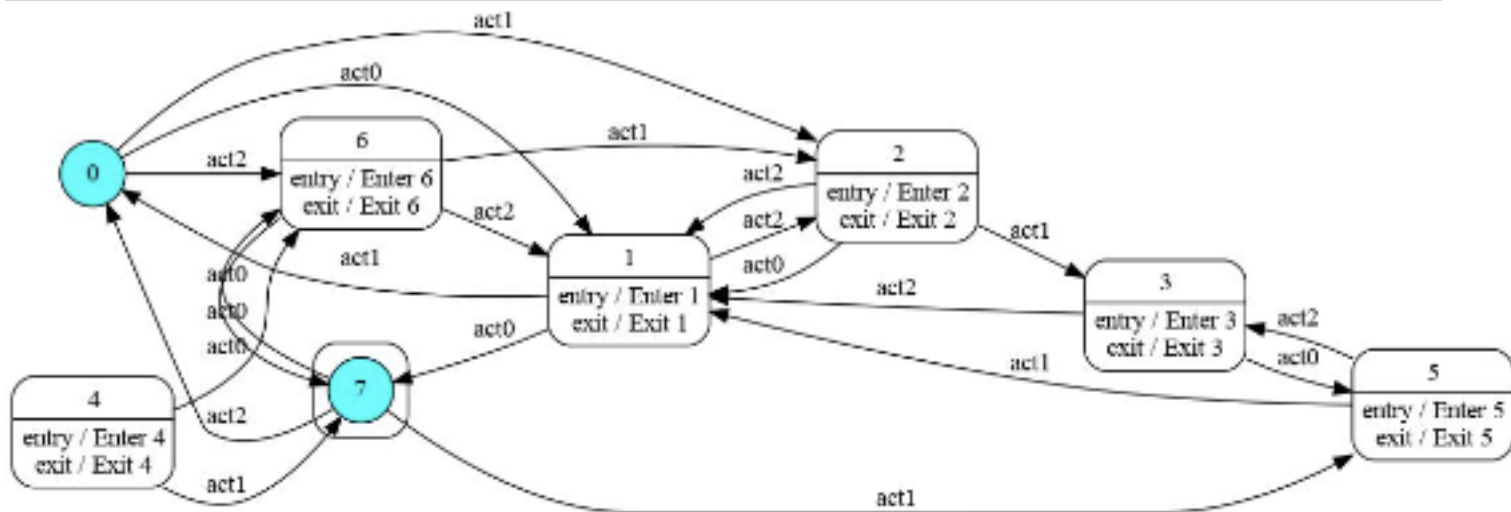 act1
act0
0
act2
6
entry / Enter 6
exit / Exit 6
act1
act2
2
entry / Enter 2
exit / Exit 2
act2
act2
act0
act1
1
entry / Enter 1
exit / Exit 1
act1
act0
act0
act0
act0
act2
3
entry / Enter 3
exit / Exit 3
act2
act0
act1
5
entry / Enter 5
exit / Exit 5
7
4
entry / Enter 4
exit / Exit 4
act2
act1
act1